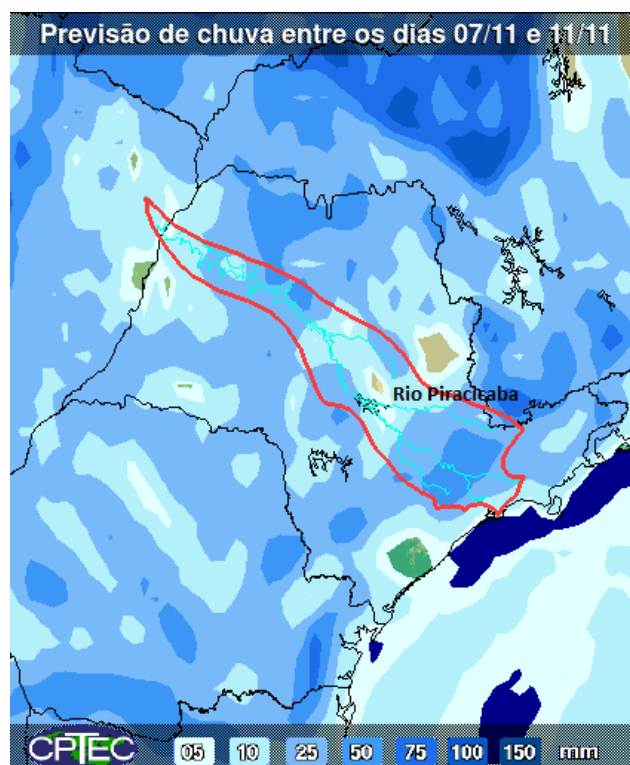 Previsão de chuva entre os dias 07/11 e 11/11
Rio Piracicaba
CPTEC 05 10 25 50 75 100 150 mm